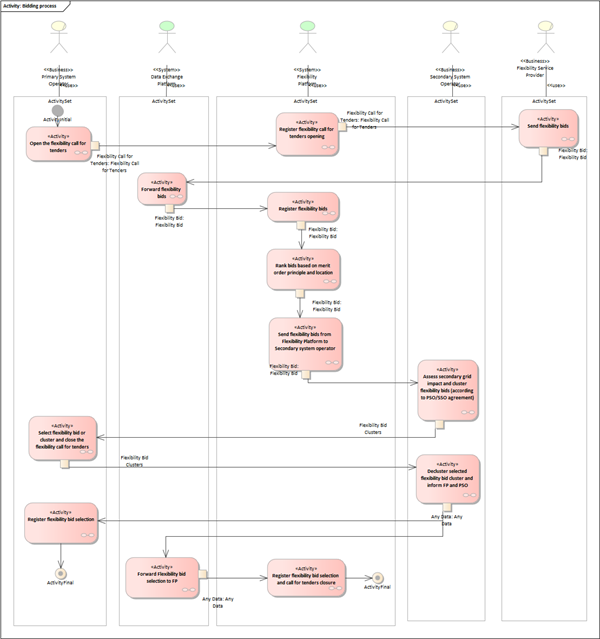 Activity: Bidding process
«Business»
Primary System
Operator
«use»
«System»
Data Exchange
Platform
«use»
«System»
Flexibility
Platform
«use»
«Business»
Secondary System
Operator
«use»
«Business»
Flexibility Service
Provider
«use»
ActivitySet
ActivitySet
ActivitySet
ActivitySet
ActivitySet
ActivityInitial
«Activity»
Open the flexibility call for
tenders
Flexibility Call for
Tenders: Flexibility Call
for Tenders
«Activity»
Register flexibility call for
tenders opening
Flexibility Call for
Tenders: Flexibility Call
for Tenders
«Activity»
Send flexibility bids
Flexibility Bid:
Flexibility Bid
«Activity»
Forward flexibility
bids
Flexibility Bid:
Flexibility Bid
«Activity»
Register flexibility bids
Flexibility Bid:
Flexibility Bid
«Activity»
Rank bids based on merit
order principle and location
Flexibility Bid:
Flexibility Bid
«Activity»
Send flexibility bids from
Flexibility Platform to
Secondary system operator
Flexibility Bid:
Flexibility Bid
«Activity»
Assess secondary grid
impact and cluster
flexibility bids (according
to PSO/SSO agreement)
Flexibility Bid
Clusters
«Activity»
Select flexibility bid or
cluster and close the
flexibility call for tenders
Flexibility Bid
Clusters
«Activity»
Decluster selected
flexibility bid cluster and
inform FP and PSO
Any Data: Any
Data
«Activity»
Register flexibility bid selection
ActivityFinal
«Activity»
Forward Flexibility bid
selection to FP
Any Data: Any
Data
«Activity»
Register flexibility bid selection
and call for tenders closure
ActivityFinal